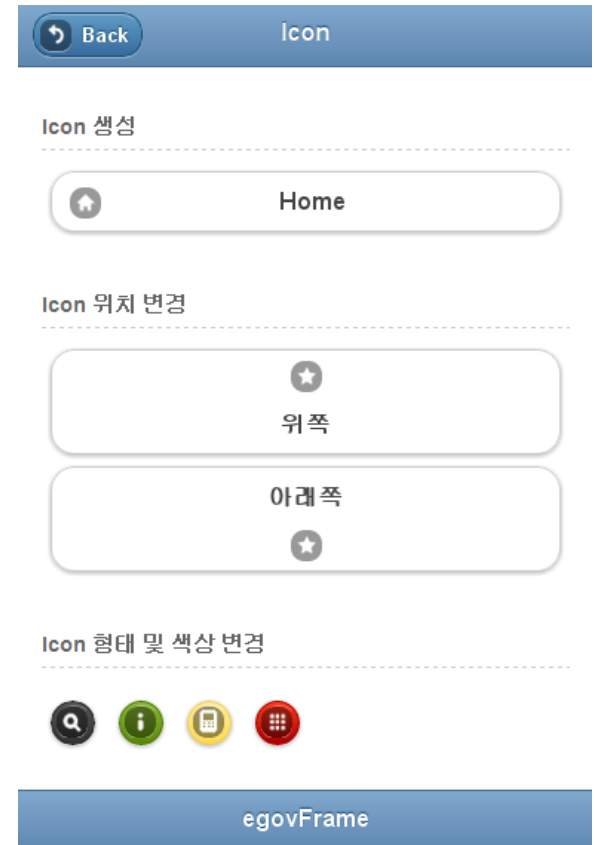 Back
Icon
Icon 생성
Home
Icon 위치 변경
위쪽
아래쪽
Icon 형태 및 색상 변경
egovFrame